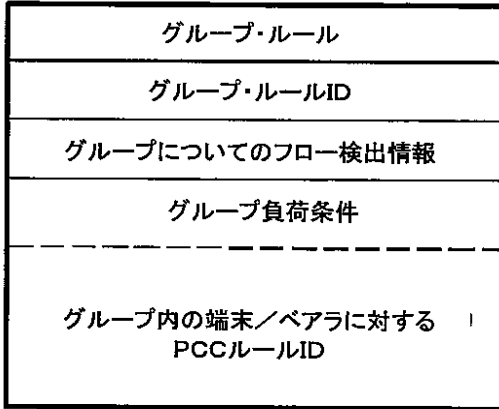 グループ・ルール
グループ・ルールID
グループについてのフロー検出情報
グループ負荷条件
グループ内の端末／ベアラに対する
PCCルールID